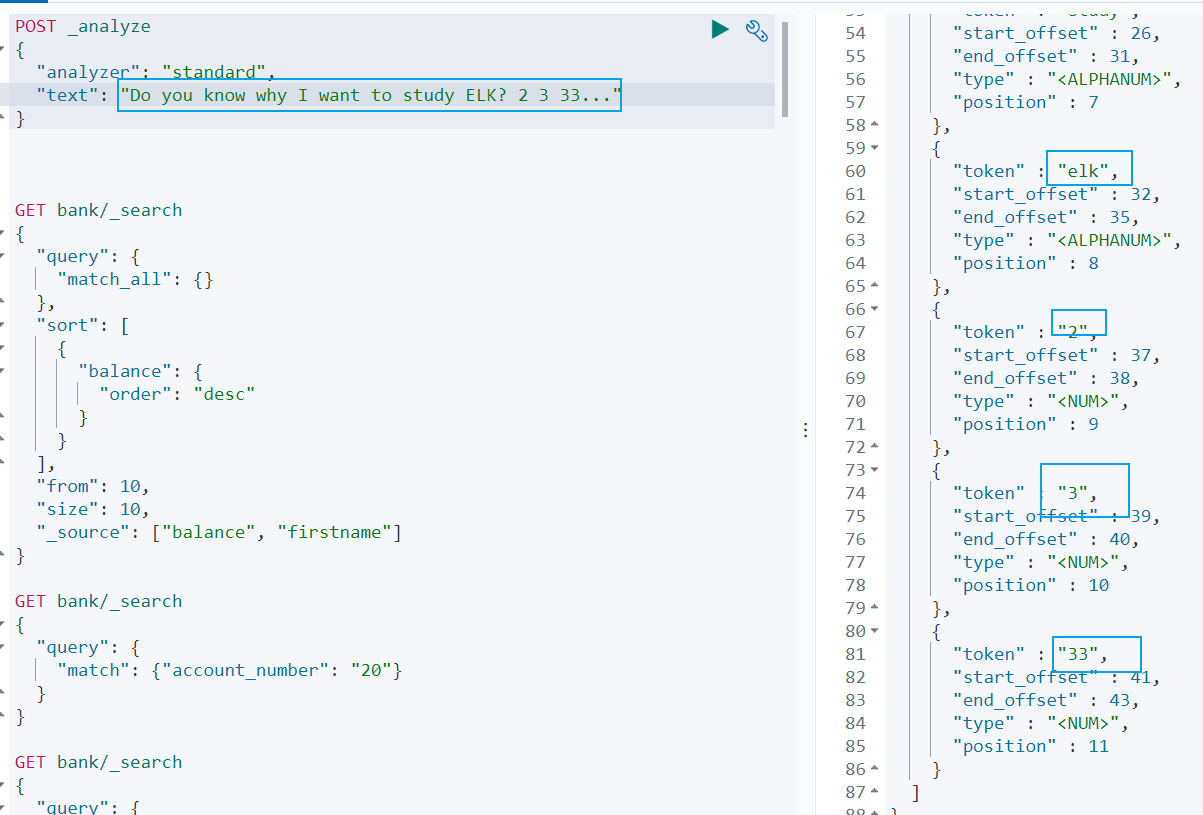 POST _analyze
{
"analyzer": "standard",
"text": "Do you know why I want to study ELK? 2 3 33..."
}
GET bank/_search
{
"query": {
"match_all": {}
},
"sort": [
{
"balance": {
"order": "desc"
}
}
],
"from": 10,
"size": 10,
"_source": ["balance", "firstname"]
}
GET bank/_search
{
"query": {
"match": {"account_number": "20"}
}
}
GET bank/_search
{
"query": {
53 "token" : "study",
54 "start_offset" : 26,
55 "end_offset" : 31,
56 "type" : "<ALPHANUM>",
57 "position" : 7
58 },
59 {
60 "token" : "elk",
61 "start_offset" : 32,
62 "end_offset" : 35,
63 "type" : "<ALPHANUM>",
64 "position" : 8
65 },
66 {
67 "token" : "2",
68 "start_offset" : 37,
69 "end_offset" : 38,
70 "type" : "<NUM>",
71 "position" : 9
72 },
73 {
74 "token" : "3",
75 "start_offset" : 39,
76 "end_offset" : 40,
77 "type" : "<NUM>",
78 "position" : 10
79 },
80 {
81 "token" : "33",
82 "start_offset" : 41,
83 "end_offset" : 43,
84 "type" : "<NUM>",
85 "position" : 11
86 }
87 ]
88 }